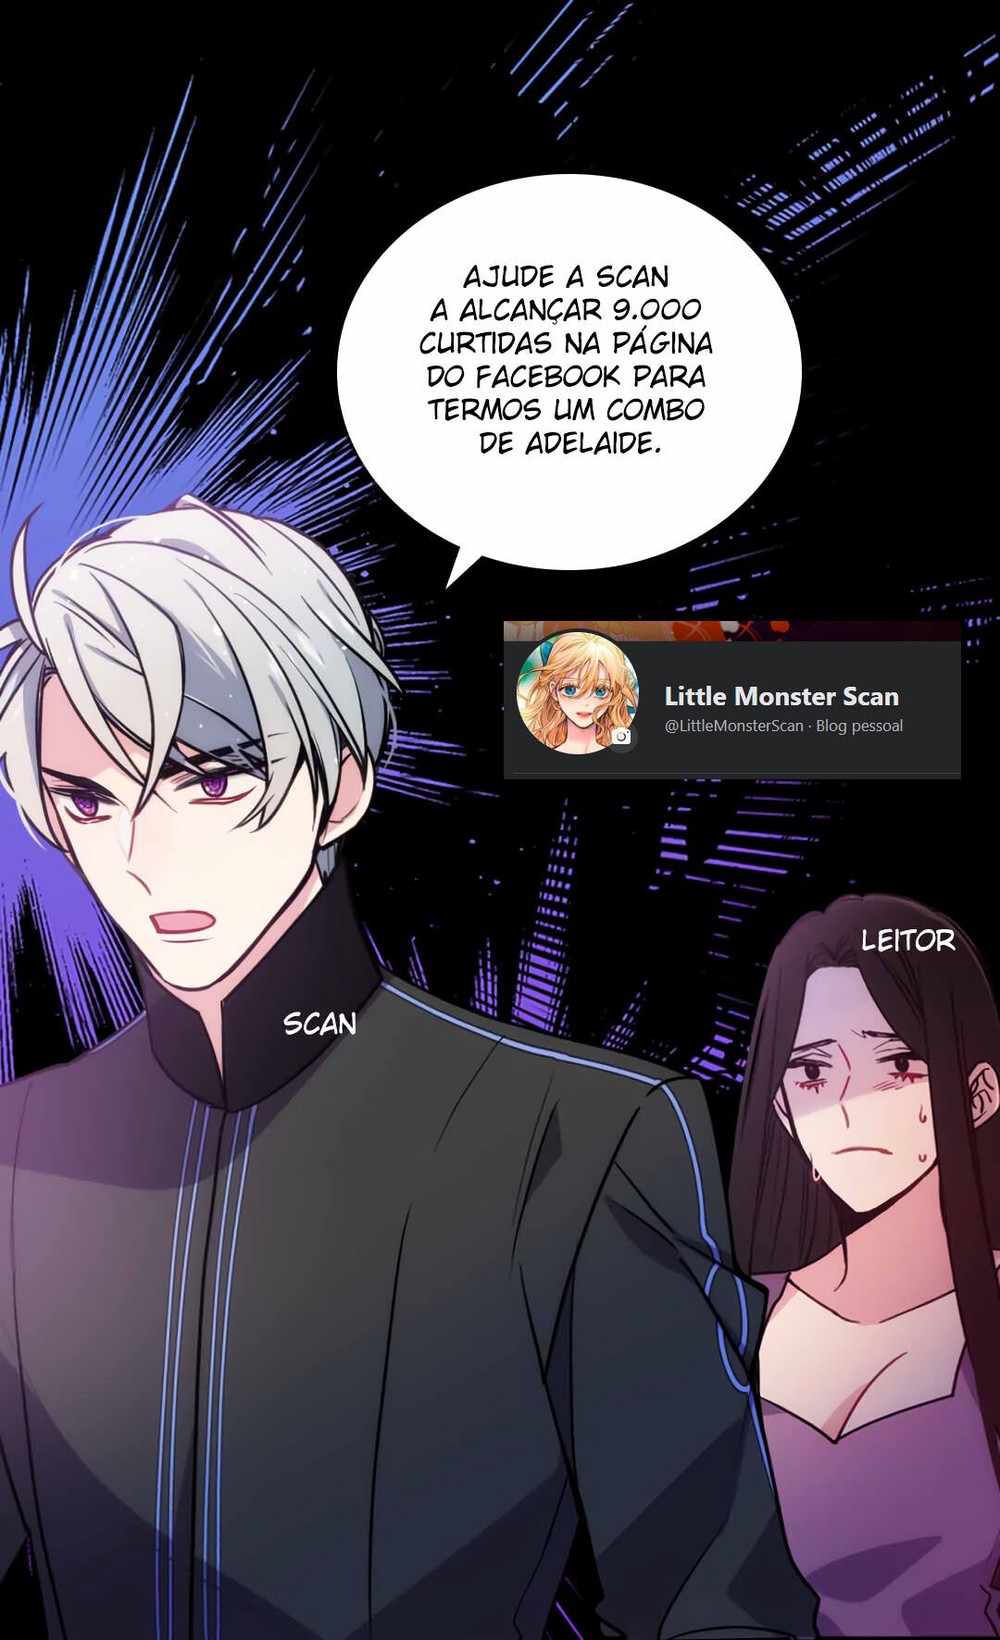 AJUDE A SCAN
A ALCANÇAR 9.000
CURTIDAS NA PÁGINA
DO FACEBOOK PARA
TERMOS UM COMBO
DE ADELAIDE.
Little Monster Scan
@LittleMonsterScan · Blog pessoal
LEITOR
SCAN